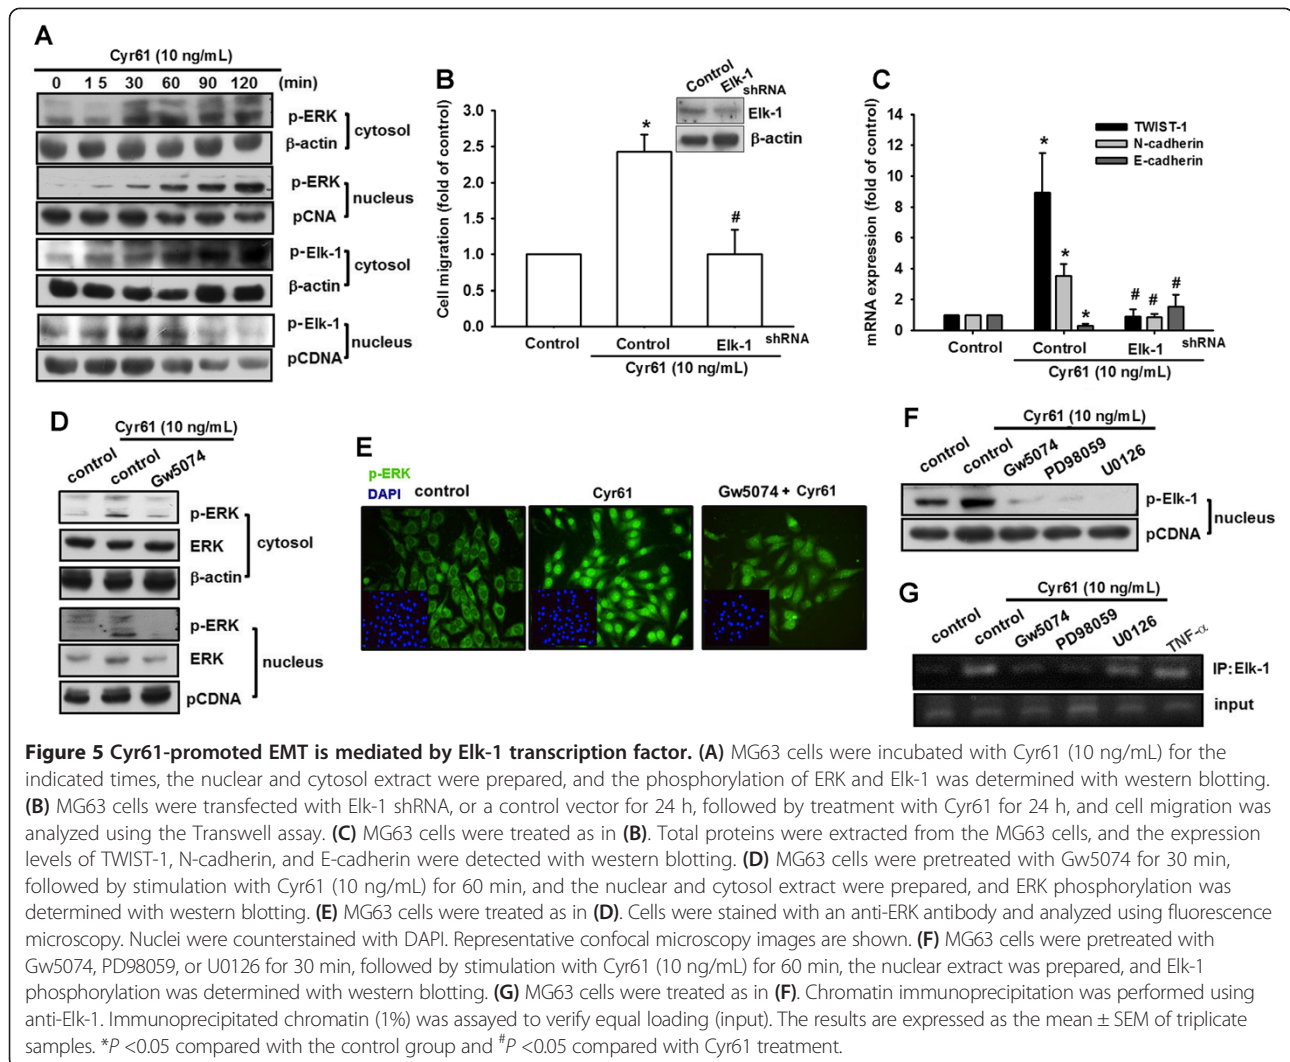 A
Cyr61 (10 ng/mL)
0 1 5 30 60 90 120 (min)
p-ERK
β-actin
cytosol
p-ERK
pCNA
nucleus
p-Elk-1
β-actin
cytosol
p-Elk-1
pCDNA
nucleus
B
Control Elk-1 shRNA
Elk-1
β-actin
Cell migration (fold of control)
3.0
2.5
2.0
1.5
1.0
0.5
0.0
*
#
Control Control Elk-1 shRNA
Cyr61 (10 ng/mL)
C
mRNA expression (fold of control)
14
12
10
8
6
4
2
0
TWIST-1
N-cadherin
E-cadherin
*
*
*
# # #
Control Control Elk-1 shRNA
Cyr61 (10 ng/mL)
D
Cyr61 (10 ng/mL)
control control Gw5074
p-ERK
ERK
β-actin
cytosol
p-ERK
ERK
pCDNA
nucleus
E
p-ERK
DAPI control Cyr61 Gw5074 + Cyr61
F
Cyr61 (10 ng/mL)
control control Gw5074 PD98059 U0126
p-Elk-1
pCDNA
nucleus
G
Cyr61 (10 ng/mL)
control control Gw5074 PD98059 U0126 TNF-α
IP:Elk-1
input
Figure 5 Cyr61-promoted EMT is mediated by Elk-1 transcription factor. (A) MG63 cells were incubated with Cyr61 (10 ng/mL) for the
indicated times, the nuclear and cytosol extract were prepared, and the phosphorylation of ERK and Elk-1 was determined with western blotting.
(B) MG63 cells were transfected with Elk-1 shRNA, or a control vector for 24 h, followed by treatment with Cyr61 for 24 h, and cell migration was
analyzed using the Transwell assay. (C) MG63 cells were treated as in (B). Total proteins were extracted from the MG63 cells, and the expression
levels of TWIST-1, N-cadherin, and E-cadherin were detected with western blotting. (D) MG63 cells were pretreated with Gw5074 for 30 min,
followed by stimulation with Cyr61 (10 ng/mL) for 60 min, and the nuclear and cytosol extract were prepared, and ERK phosphorylation was
determined with western blotting. (E) MG63 cells were treated as in (D). Cells were stained with an anti-ERK antibody and analyzed using fluorescence
microscopy. Nuclei were counterstained with DAPI. Representative confocal microscopy images are shown. (F) MG63 cells were pretreated with
Gw5074, PD98059, or U0126 for 30 min, followed by stimulation with Cyr61 (10 ng/mL) for 60 min, the nuclear extract was prepared, and Elk-1
phosphorylation was determined with western blotting. (G) MG63 cells were treated as in (F). Chromatin immunoprecipitation was performed using
anti-Elk-1. Immunoprecipitated chromatin (1%) was assayed to verify equal loading (input). The results are expressed as the mean ± SEM of triplicate
samples. *P <0.05 compared with the control group and #P <0.05 compared with Cyr61 treatment.